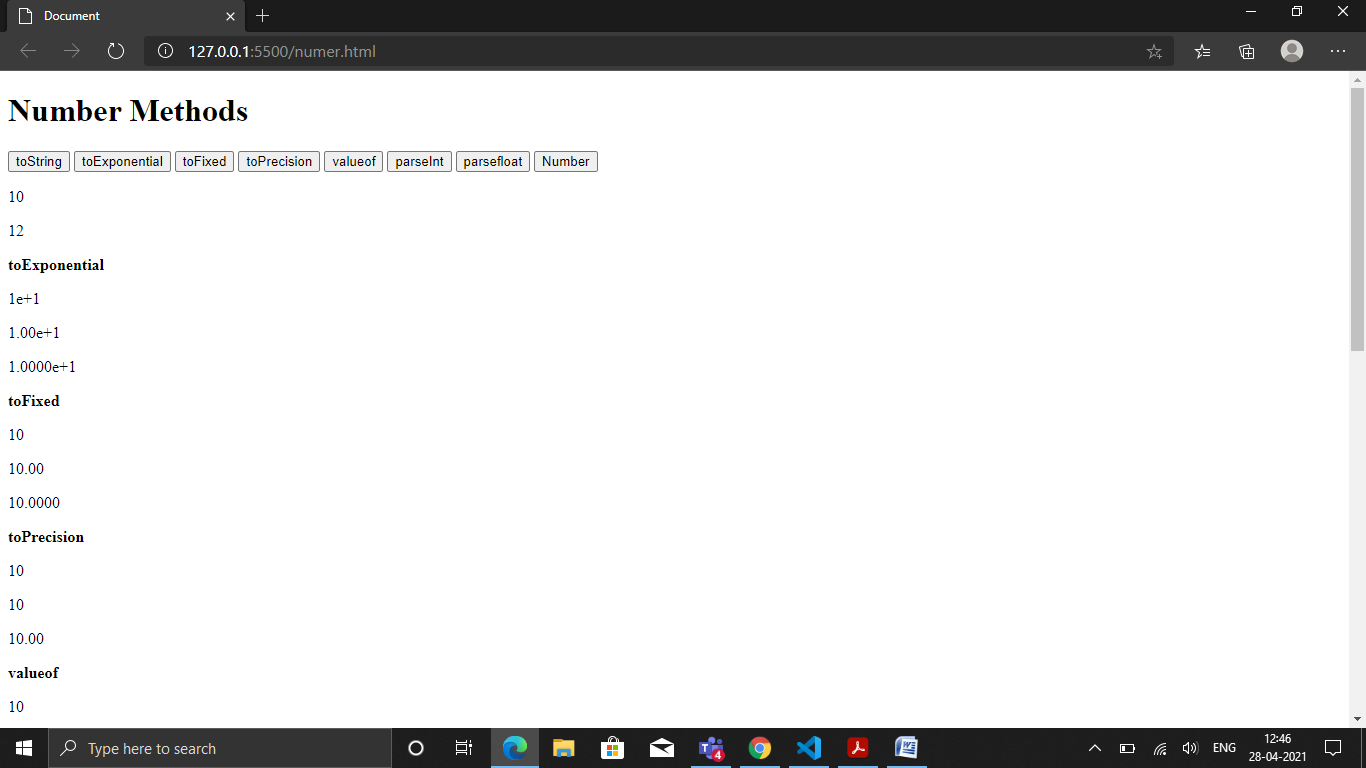 Document
127.0.0.1:5500/numer.html
Number Methods
toString toExponential toFixed toPrecision valueof parseInt parsefloat Number
10
12
toExponential
1e+1
1.00e+1
1.0000e+1
toFixed
10
10.00
10.0000
toPrecision
10
10
10.00
valueof
10
Type here to search
4
ENG
12:46
28-04-2021